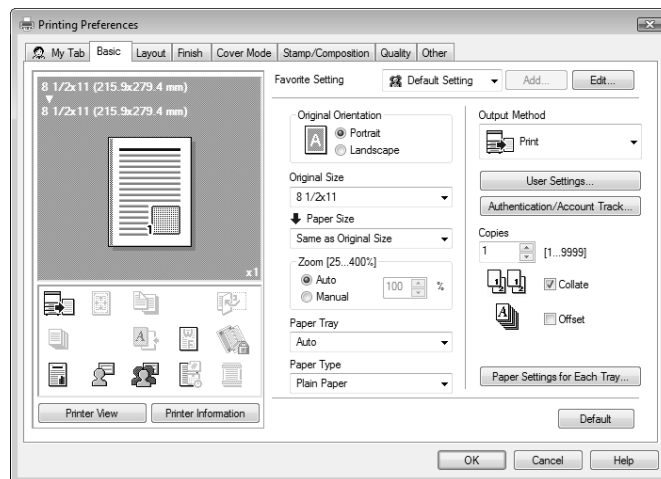 Printing Preferences
My Tab Basic Layout Finish Cover Mode Stamp/Composition Quality Other
8 1/2x11 (215.9x279.4 mm)
8 1/2x11 (215.9x279.4 mm)
1
x1
Printer View Printer Information
Favorite Setting Default Setting Add... Edit...
Original Orientation
A
Portrait
Landscape
Original Size
8 1/2x11
Paper Size
Same as Original Size
Zoom [25...400%]
Auto
Manual
100 %
Paper Tray
Auto
Paper Type
Plain Paper
Output Method
Print
User Settings...
Authentication/Account Track...
Copies
1 [1...9999]
Collate
Offset
Paper Settings for Each Tray...
Default
OK Cancel Help